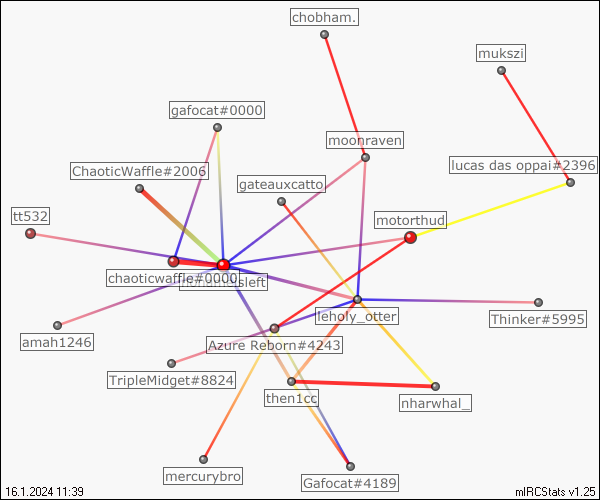 chobham.
mukszi
gafocat#0000
moonraven
ChaoticWaffle#2006
lucas das oppai#2396
gateauxcatto
tt532
motorthud
chaoticwaffle#0000
left
leholy_otter
Thinker#5995
amah1246
Azure Reborn#4243
TripleMidget#8824
then1cc
nharwhal_
mercurybro
Gafocat#4189
16.1.2024 11:39
mIRCStats v1.25